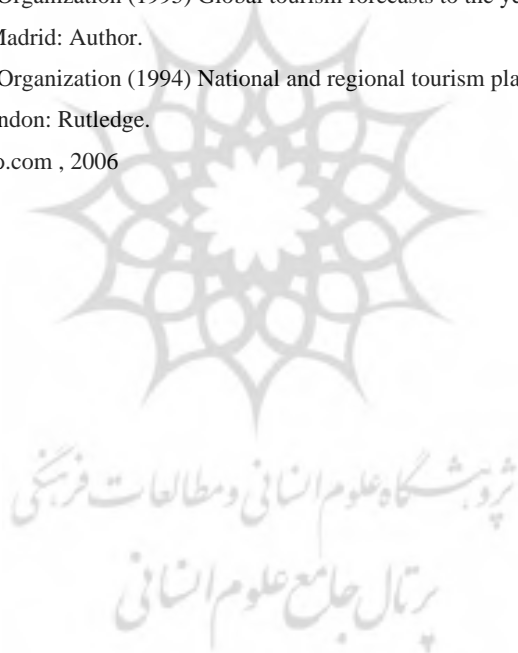 Organization (1995) Global tourism forecasts to the ye
Madrid: Author.
Organization (1994) National and regional tourism pla
ndon: Rutledge.
o.com , 2006
پژوهشگاه علوم انسانی و مطالعات فرهنگی
پرتال جامع علوم انسانی